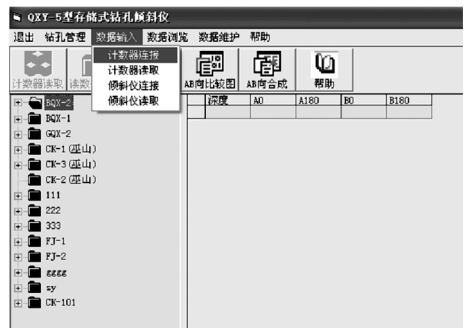 QXY-5型存储式钻孔倾斜仪
退出 钻孔管理 数据输入 数据浏览 数据维护 帮助
计数器连接
计数器读取
倾斜仪连接
倾斜仪读取
计数器读取 读数 AB向比较图 AB向合成 帮助
深度 A0 A180 B0 B180
BQX-2
BQX-1
GQX-2
CK-1(巫山)
CK-3(巫山)
CK-2(巫山)
111
222
333
FJ-1
FJ-2
gggg
sy
CK-101